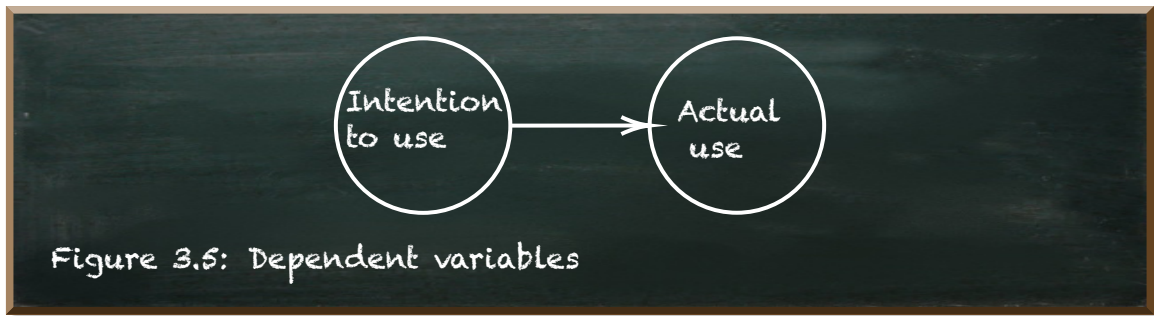 Intention
to use
Actual
use
Figure 3.5: Dependent variables